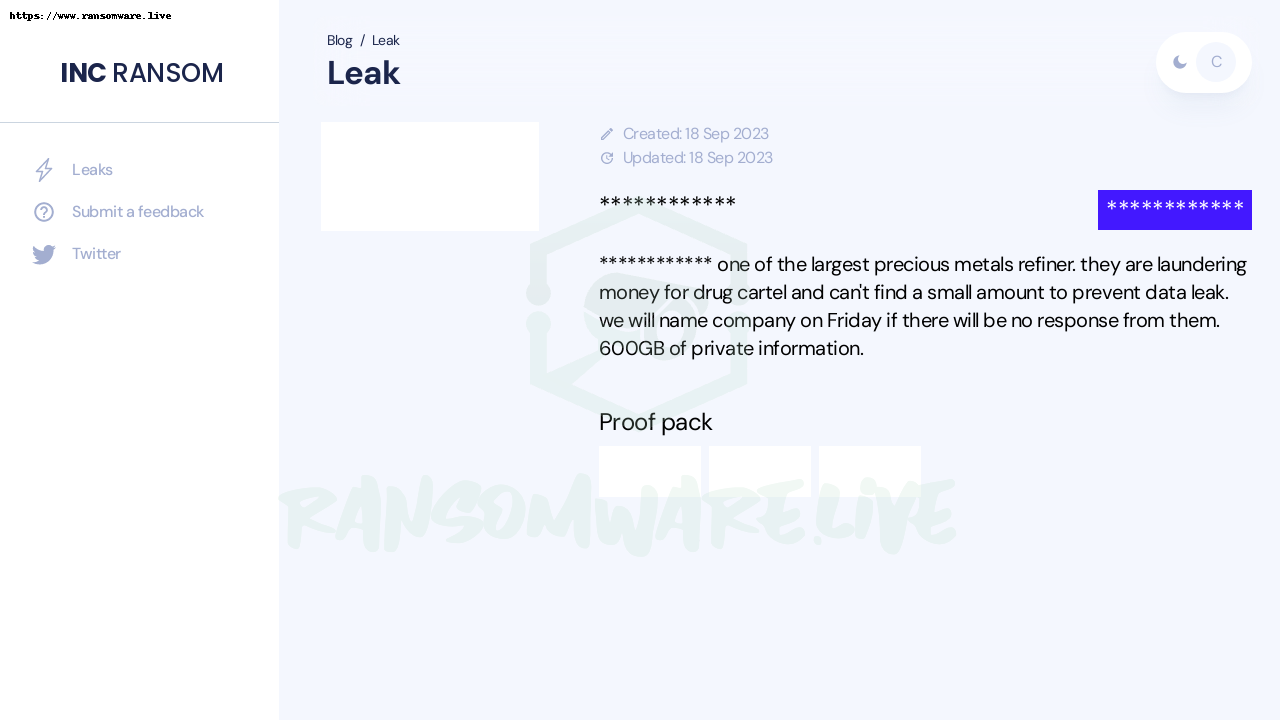 https://www.ransomware.live
INC RANSOM
Leaks
Submit a feedback
Twitter
Blog / Leak
Leak
C
Created: 18 Sep 2023
Updated: 18 Sep 2023
************
************
************ one of the largest precious metals refiner. they are laundering
money for drug cartel and can't find a small amount to prevent data leak.
we will name company on Friday if there will be no response from them.
600GB of private information.
Proof pack
RANSOMWARE.LIVE